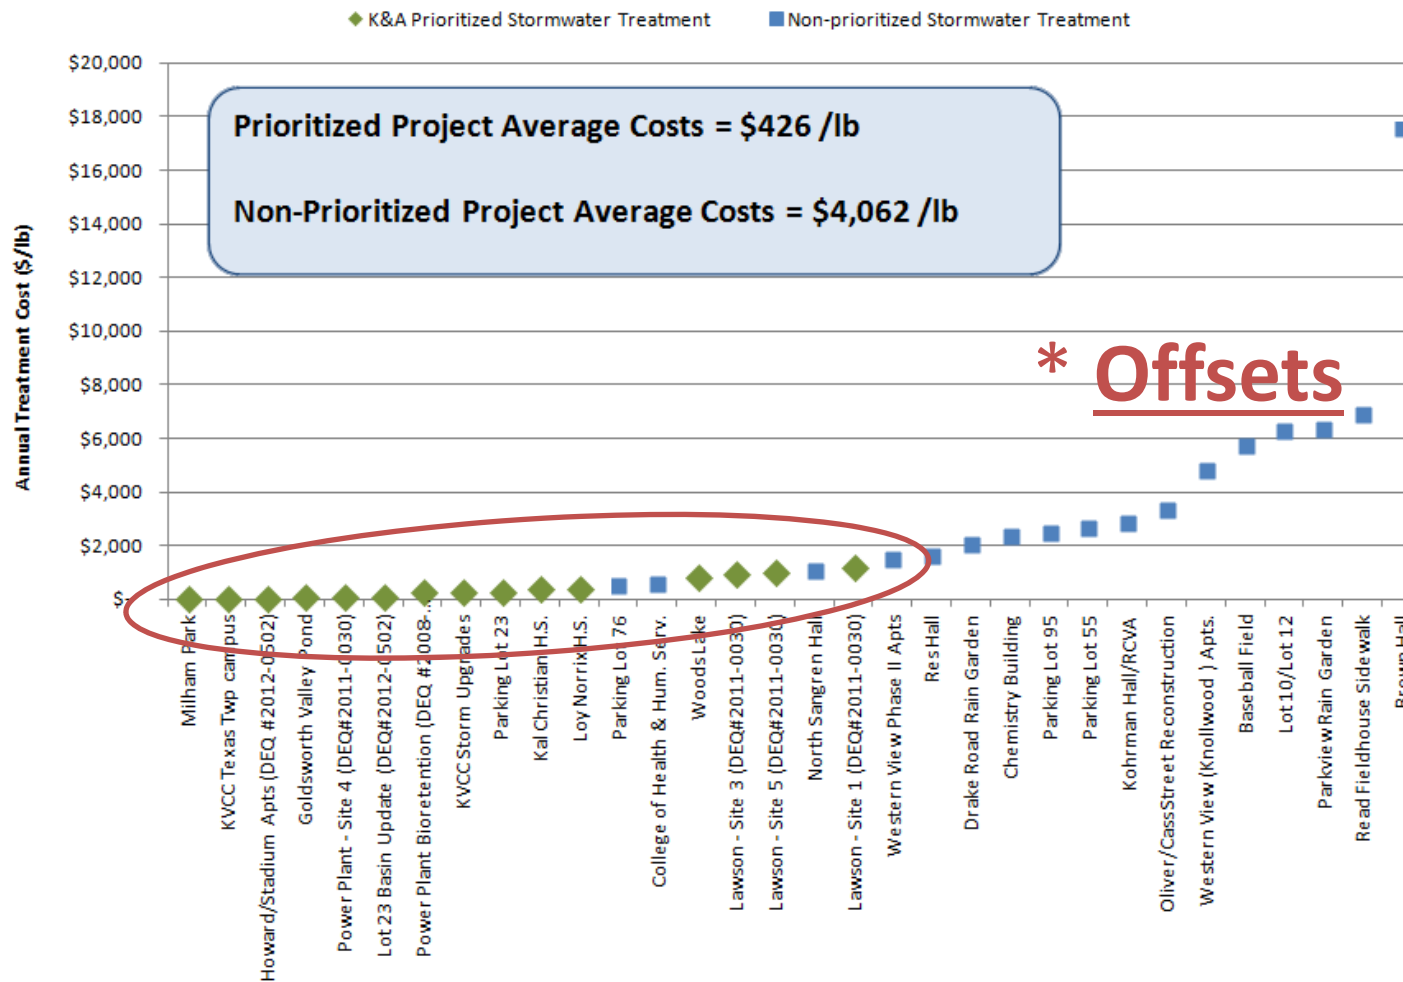 K&A Prioritized Stormwater Treatment
Non-prioritized Stormwater Treatment
$20,000
$18,000
$16,000
$14,000
$12,000
$10,000
$8,000
$6,000
$4,000
$2,000
$-
Annual Treatment Cost ($/lb)
Prioritized Project Average Costs = $426 /lb
Non-Prioritized Project Average Costs = $4,062 /lb
* Offsets
Milham Park
KVCC Texas Twp campus
Howard/Stadium Apts (DEQ #2012-0502)
Goldsworth Valley Pond
Power Plant - Site 4 (DEQ#2011-0030)
Lot 23 Basin Update (DEQ#2012-0502)
Power Plant Bioretention (DEQ #2008-...
KVCC Storm Upgrades
Parking Lot 23
Kal Christian H.S.
Loy Norrix H.S.
Parking Lot 76
College of Health & Hum. Serv.
Woods Lake
Lawson - Site 3 (DEQ#2011-0030)
Lawson - Site 5 (DEQ#2011-0030)
North Sangren Hall
Lawson - Site 1 (DEQ#2011-0030)
Western View Phase II Apts
Res Hall
Drake Road Rain Garden
Chemistry Building
Parking Lot 95
Parking Lot 55
Kohrman Hall/RCVA
Oliver/Cass Street Reconstruction
Western View (Knollwood ) Apts.
Baseball Field
Lot 10/Lot 12
Parkview Rain Garden
Read Fieldhouse Sidewalk
Brown Hall